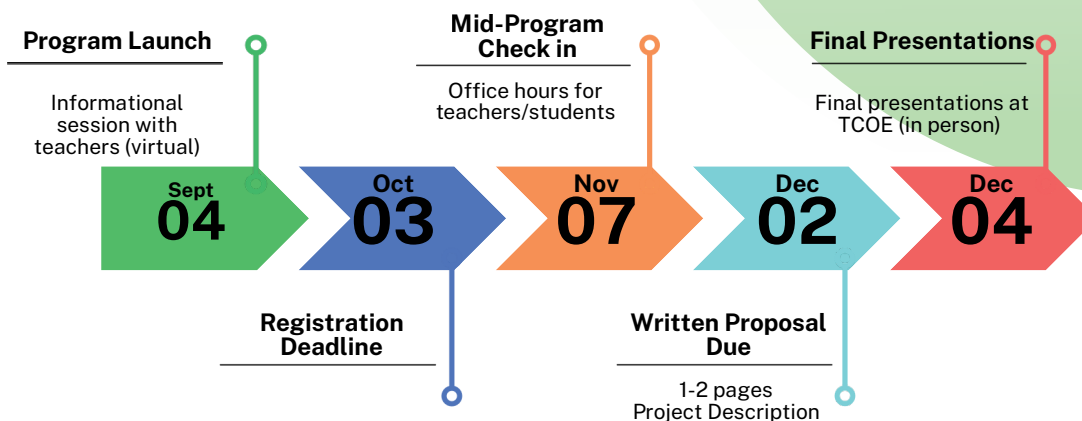 Program Launch
Informational
session with
teachers (virtual)
Sept
04
Oct
03
Registration
Deadline
Mid-Program
Check in
Office hours for
teachers/students
Nov
07
Dec
02
Written Proposal
Due
1-2 pages
Project Description
Final Presentations
Final presentations at
TCOE (in person)
Dec
04